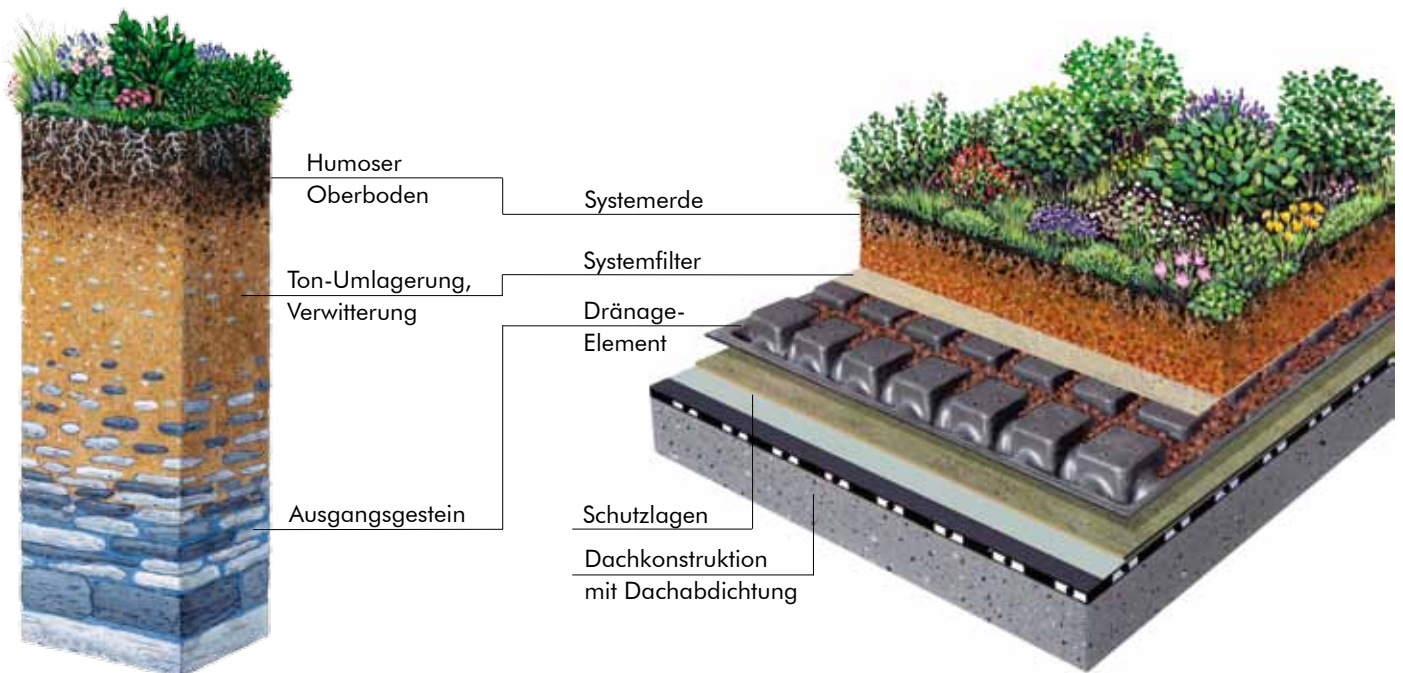 Humoser
Oberboden
Ton-Umlagerung,
Verwitterung
Ausgangsgestein
Systemerde
Systemfilter
Dränage-
Element
Schutzlagen
Dachkonstruktion
mit Dachabdichtung